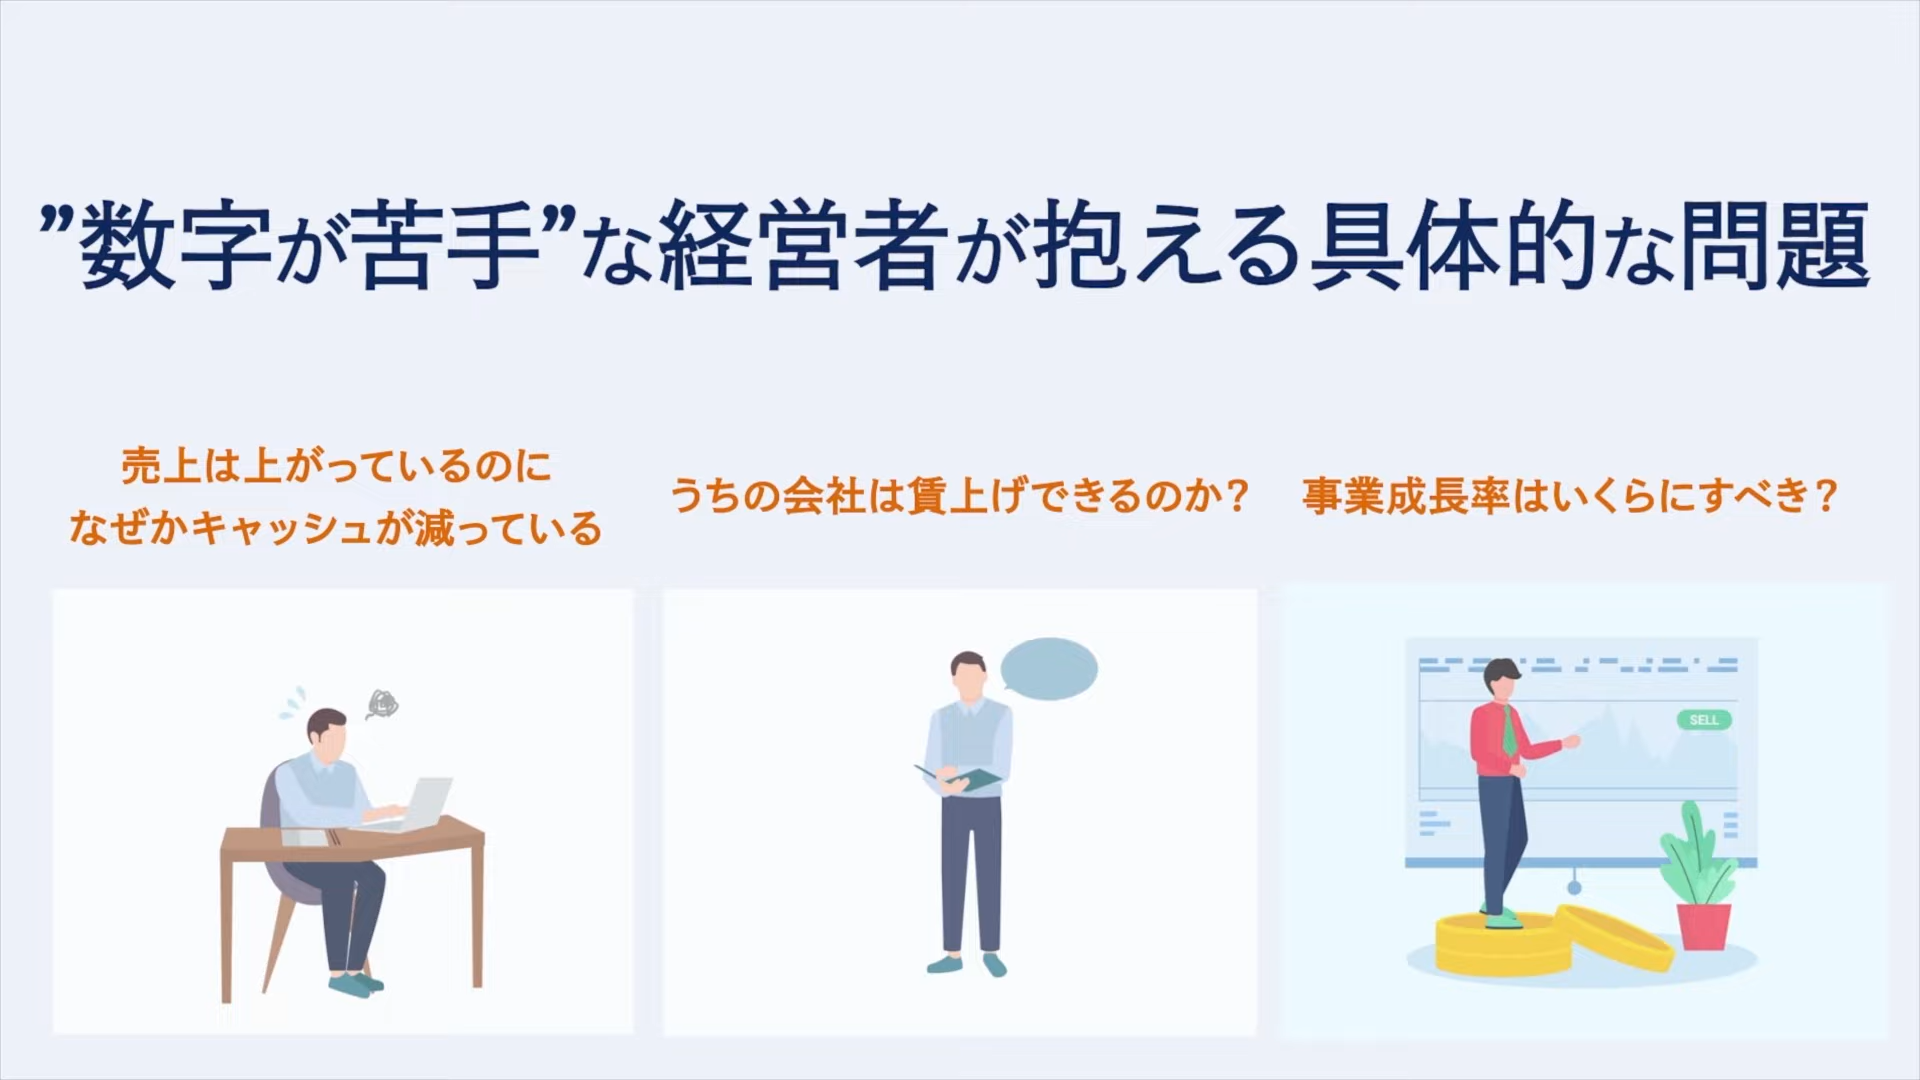 ”数字が苦手”な経営者が抱える具体的な問題
売上は上がっているのに
なぜかキャッシュが減っている
うちの会社は賃上げできるのか？
事業成長率はいくらにすべき？
SELL